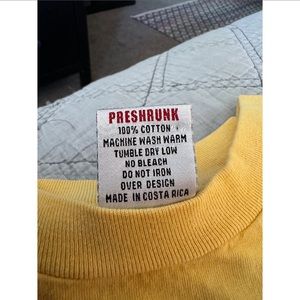 PRESHRUNK
100% COTTON
MACHINE WASH WARM
TUMBLE DRY LOW
NO BLEACH
DO NOT IRON
OVER DESIGN
MADE IN COSTA RICA